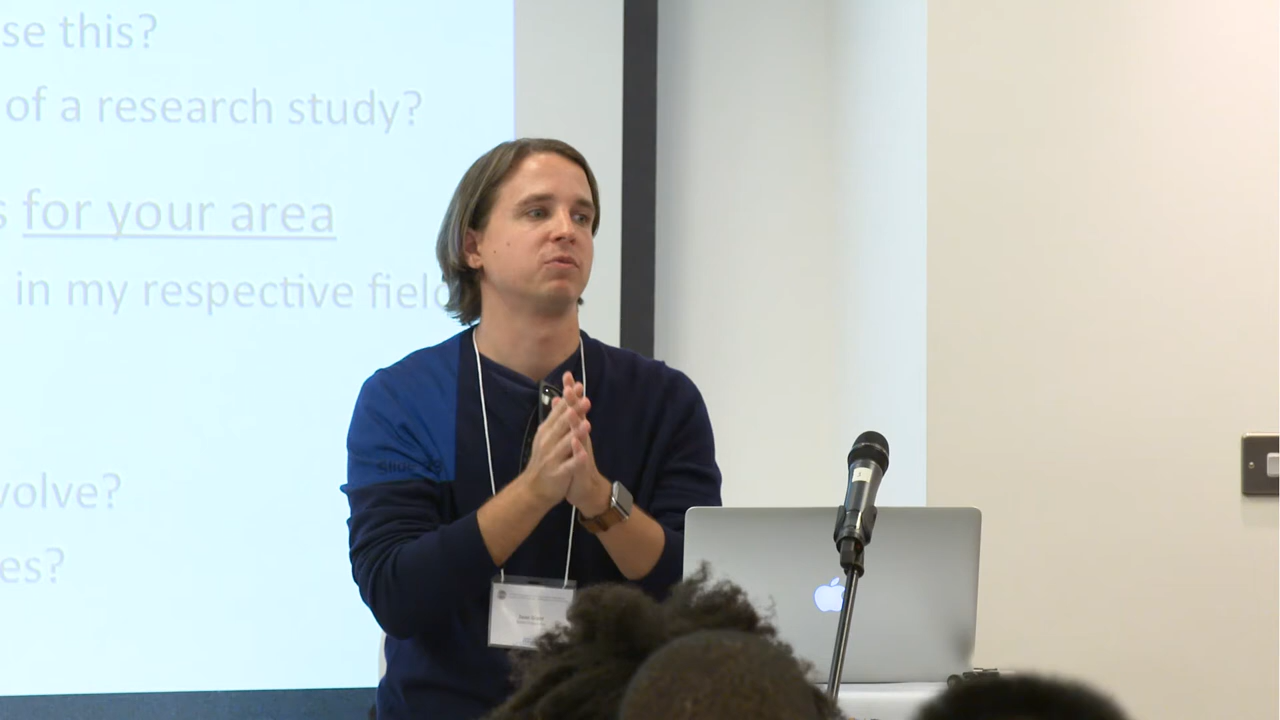 se this?
of a research study?
s for your area
in my respective field
volve?
es?